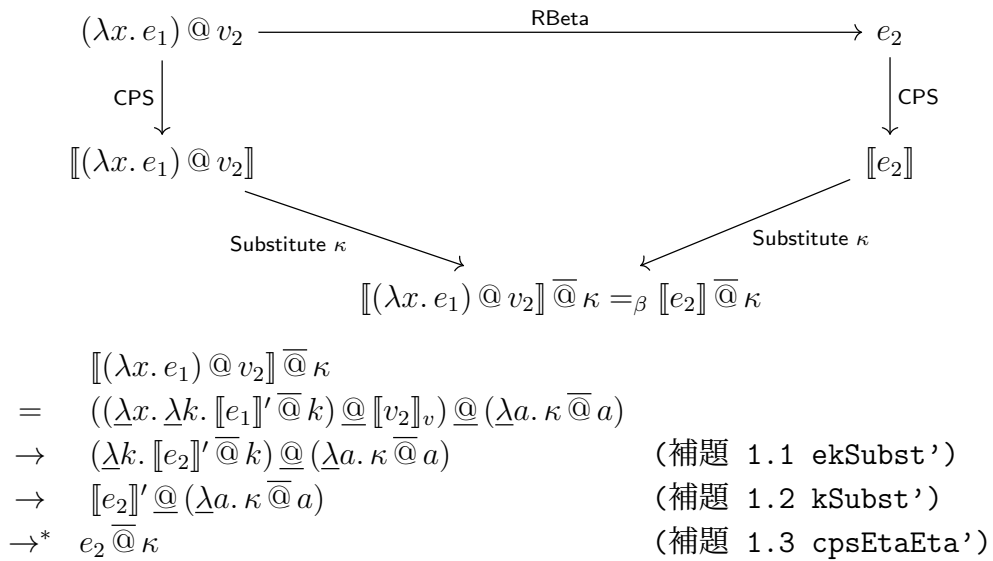 (λx. e₁) @ v₂ RBeta e₂
CPS CPS
⟦(λx. e₁) @ v₂⟧ ⟦e₂⟧
Substitute κ Substitute κ
⟦(λx. e₁) @ v₂⟧ @̅ κ =β ⟦e₂⟧ @̅ κ
⟦(λx. e₁) @ v₂⟧ @̅ κ
= ((λ̲x. λ̲k. ⟦e₁⟧′ @̅ k) @̲ ⟦v₂⟧ᵥ) @̲ (λ̲a. κ @̅ a)
→ (λ̲k. ⟦e₂⟧′ @̅ k) @̲ (λ̲a. κ @̅ a) (補題 1.1 ekSubst')
→ ⟦e₂⟧′ @̲ (λ̲a. κ @̅ a) (補題 1.2 kSubst')
→* e₂ @̅ κ (補題 1.3 cpsEtaEta')